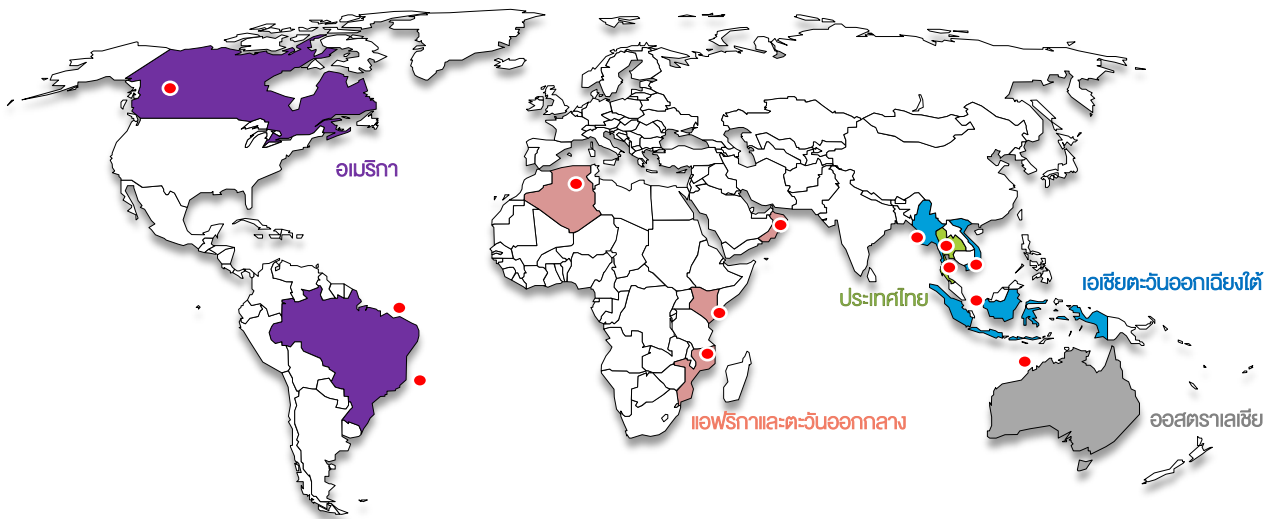 อเมริกา
เอเชียตะวันออกเฉียงใต้
ประเทศไทย
แอฟริกาและตะวันออกกลาง
ออสตราเลเซีย